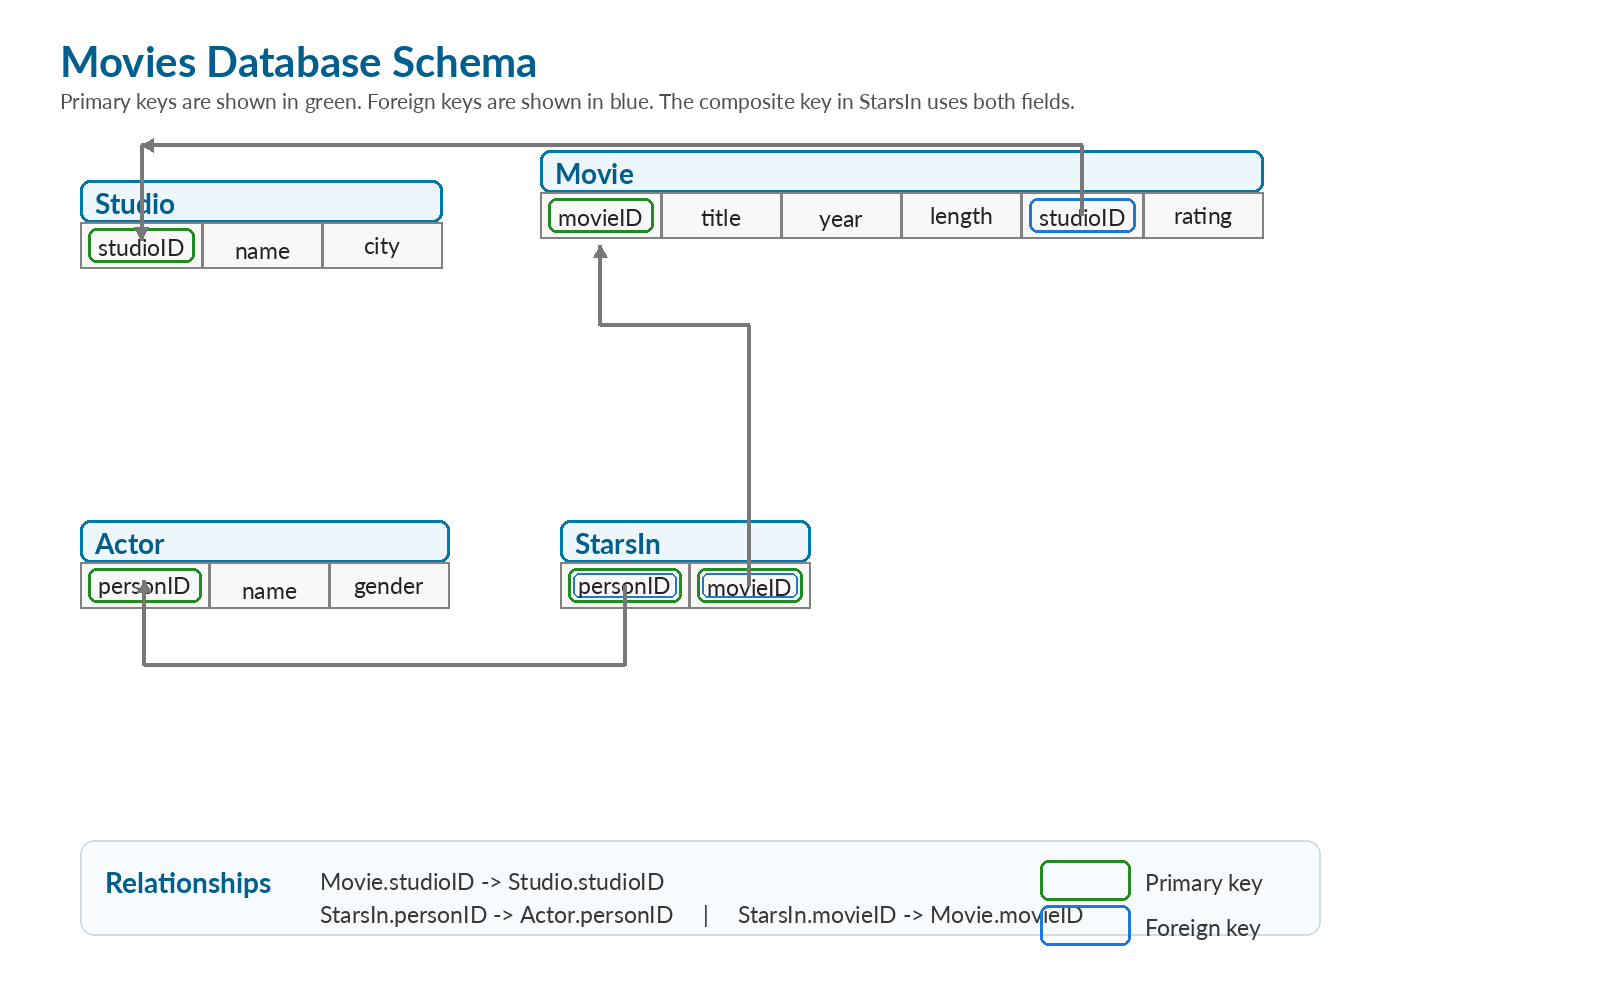 Movies Database Schema
Primary keys are shown in green. Foreign keys are shown in blue. The composite key in StarsIn uses both fields.
Studio
studioID name city
Movie
movieID title year length studioID rating
Actor
personID name gender
StarsIn
personID movieID
Relationships
Movie.studioID -> Studio.studioID
StarsIn.personID -> Actor.personID | StarsIn.movieID -> Movie.movieID
Primary key
Foreign key